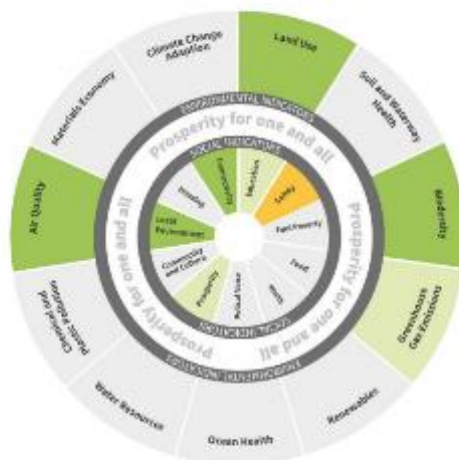 Climate Change
Adaption
Land Use
Soil and Waterway
Health
Greenhouse
Gas Emissions
Renewables
Ocean Health
Water Resources
Chemical and
Plastic Pollution
Air Quality
Materials Economy
ENVIRONMENTAL INDICATORS
ENVIRONMENTAL INDICATORS
prosperity for one and all
prosperity for one and all
Prosperity for one and all
SOCIAL INDICATORS
SOCIAL INDICATORS
Education
Safety
Fuel Poverty
Food
Health
Prosperity
Community
and Culture
Local
Environment
Housing